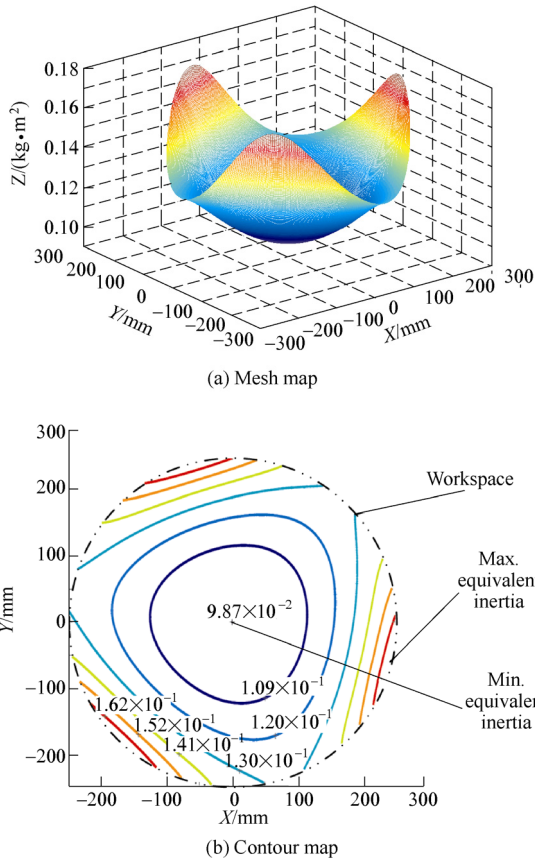 0.18
0.16
Z/(kg•m²)
0.14
0.12
0.10
300
200
100
0
−100
−200
−300
Y/mm
−300
−200
−100
0
100
200
300
X/mm
(a) Mesh map
300
200
100
0
−100
−200
Y/mm
Workspace
Max.
equivalen
inertia
Min.
equivalen
inertia
9.87×10⁻²
1.09×10⁻¹
1.20×10⁻¹
1.30×10⁻¹
1.41×10⁻¹
1.52×10⁻¹
1.62×10⁻¹
−200 −100 0 100 200 300
X/mm
(b) Contour map